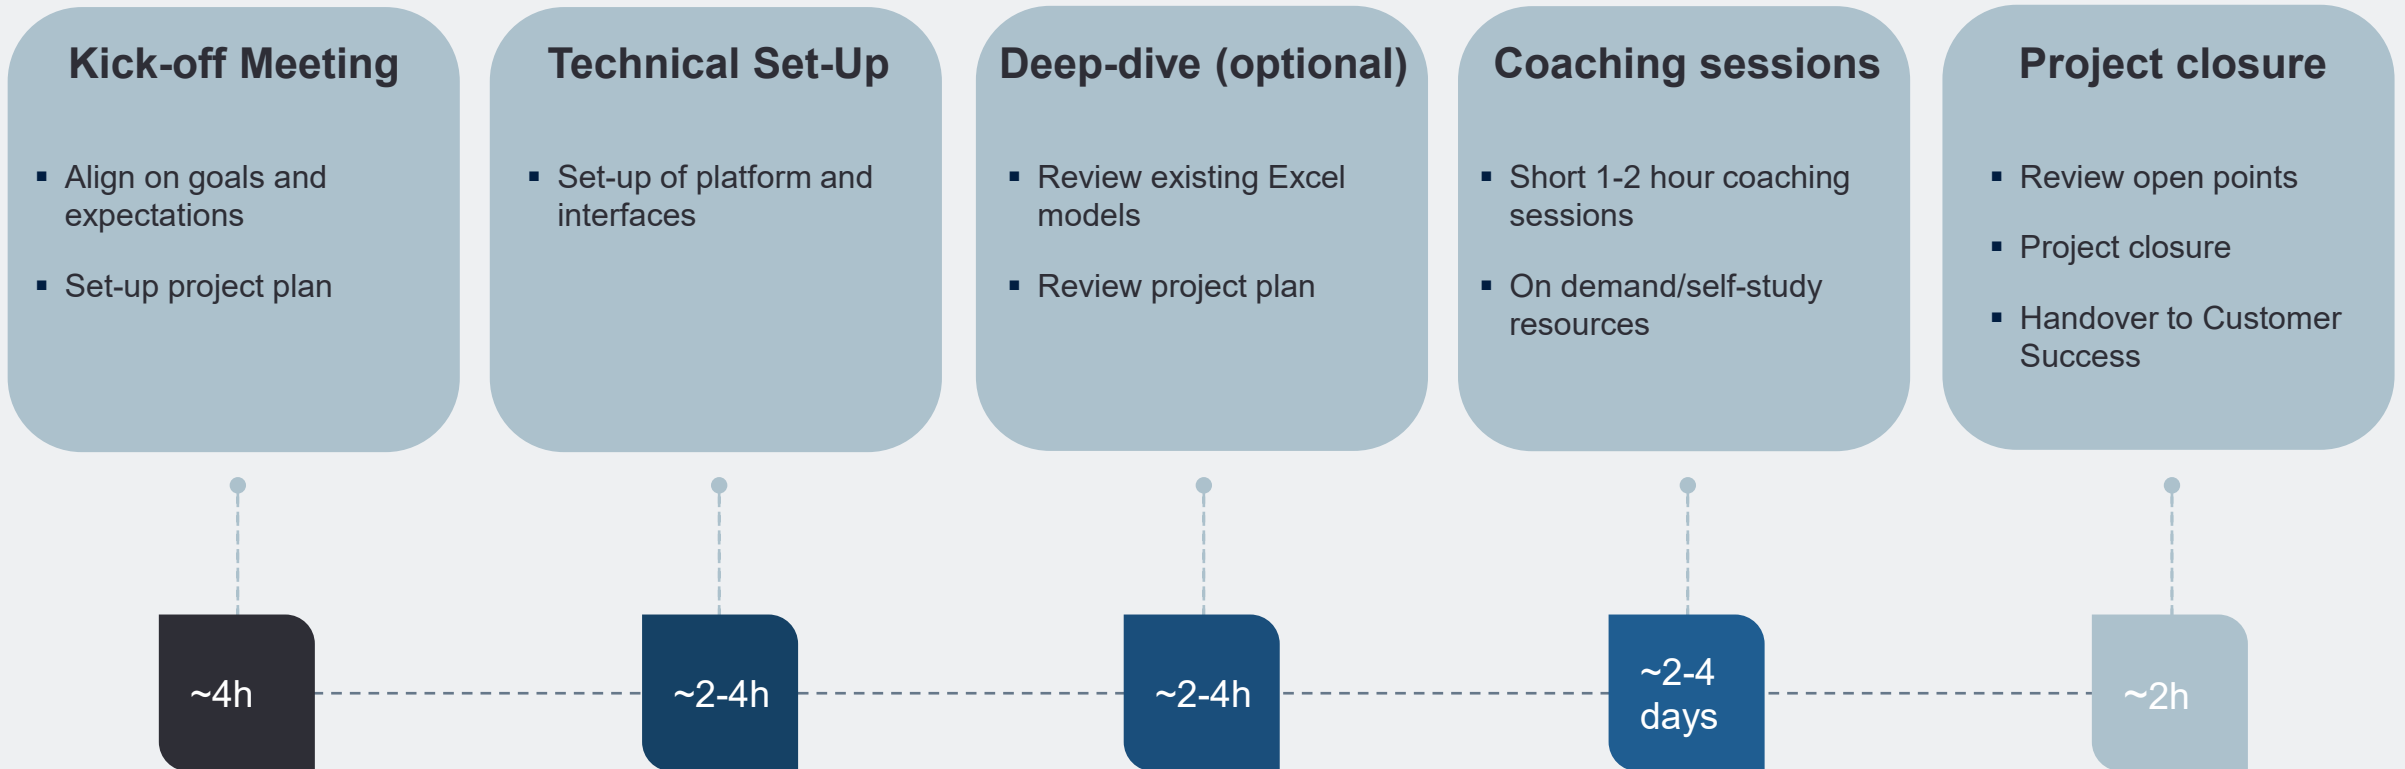 Kick-off Meeting
▪ Align on goals and
expectations
▪ Set-up project plan
Technical Set-Up
▪ Set-up of platform and
interfaces
Deep-dive (optional)
▪ Review existing Excel
models
▪ Review project plan
Coaching sessions
▪ Short 1-2 hour coaching
sessions
▪ On demand/self-study
resources
Project closure
▪ Review open points
▪ Project closure
▪ Handover to Customer
Success
~4h
~2-4h
~2-4h
~2-4
days
~2h